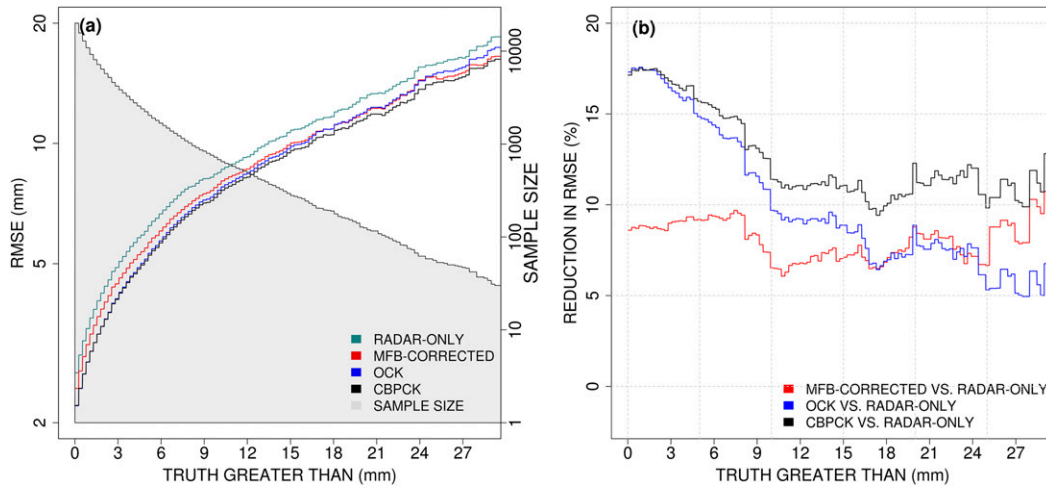 (a)
20
10
5
2
RMSE (mm)
10000
1000
100
10
1
SAMPLE SIZE
RADAR-ONLY
MFB-CORRECTED
OCK
CBPCK
SAMPLE SIZE
0 3 6 9 12 15 18 21 24 27
TRUTH GREATER THAN (mm)
(b)
20
15
10
5
0
REDUCTION IN RMSE (%)
MFB-CORRECTED VS. RADAR-ONLY
OCK VS. RADAR-ONLY
CBPCK VS. RADAR-ONLY
0 3 6 9 12 15 18 21 24 27
TRUTH GREATER THAN (mm)